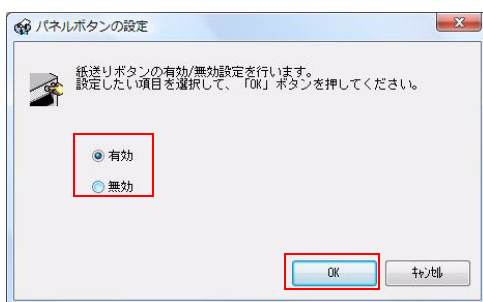 パネルボタンの設定
紙送りボタンの有効/無効設定を行います。
設定したい項目を選択して、「OK」ボタンを押してください。
有効
無効
OK
ｷｬﾝｾﾙ